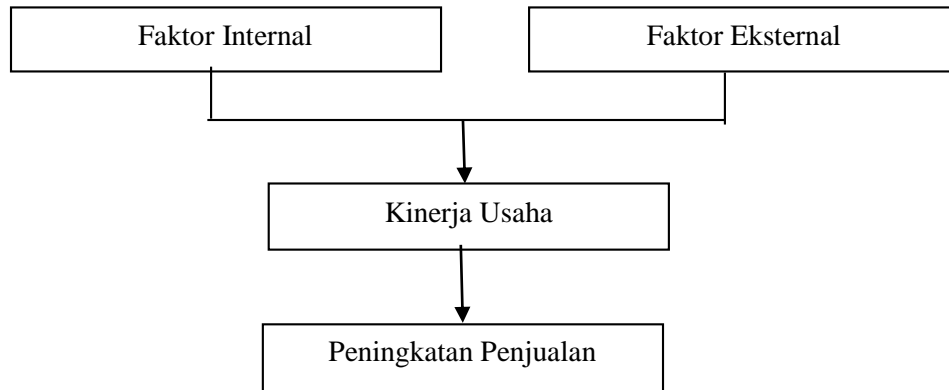 Faktor Internal
Faktor Eksternal
Kinerja Usaha
Peningkatan Penjualan